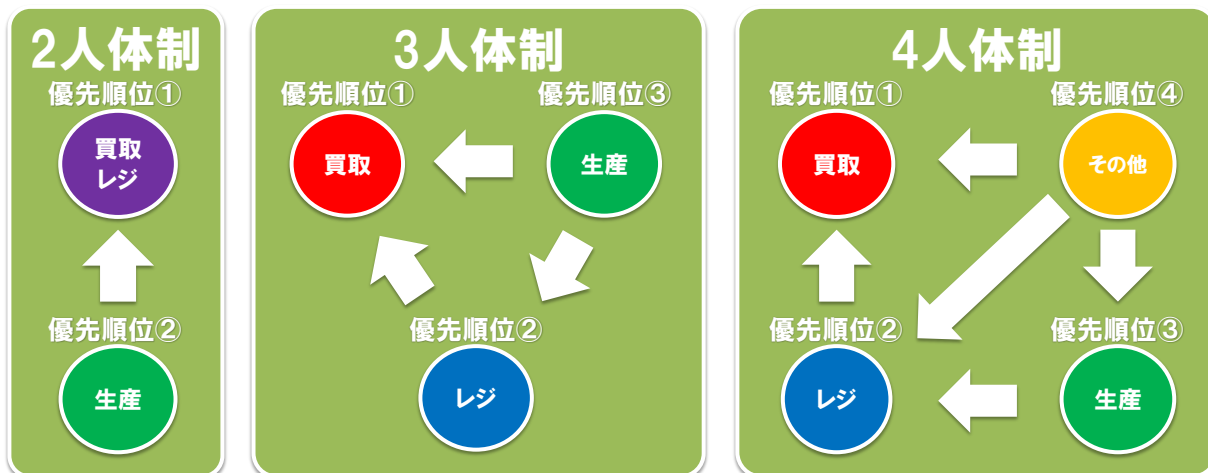 2人体制
優先順位①
買取
レジ
優先順位②
生産
3人体制
優先順位①
優先順位③
買取
生産
優先順位②
レジ
4人体制
優先順位①
優先順位④
買取
その他
優先順位②
優先順位③
レジ
生産